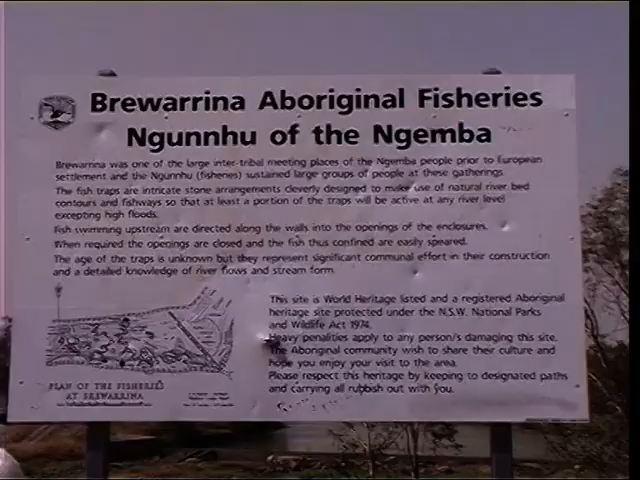 Brewarrina Aboriginal Fisheries
Ngunnhu of the Ngemba
Brewarrina was one of the large inter-tribal meeting places of the Ngemba people prior to European
settlement and the Ngunnhu (fisheries) sustained large groups of people at these gatherings.
The fish traps are intricate stone arrangements cleverly designed to make use of natural river bed
contours and fishways so that at least a portion of the traps will be active at any river level
excepting high floods.
Fish swimming upstream are directed along the walls into the openings of the enclosures.
When required the openings are closed and the fish thus confined are easily speared.
The age of the traps is unknown but they represent significant communal effort in their construction
and a detailed knowledge of river flows and stream form.
This site is World Heritage listed and a registered Aboriginal
heritage site protected under the N.S.W. National Parks
and Wildlife Act 1974.
Heavy penalities apply to any person/s damaging this site.
The Aboriginal community wish to share their culture and
hope you enjoy your visit to the area.
Please respect this heritage by keeping to designated paths
and carrying all rubbish out with you.
PLAN OF THE FISHERIES
AT BREWARRINA